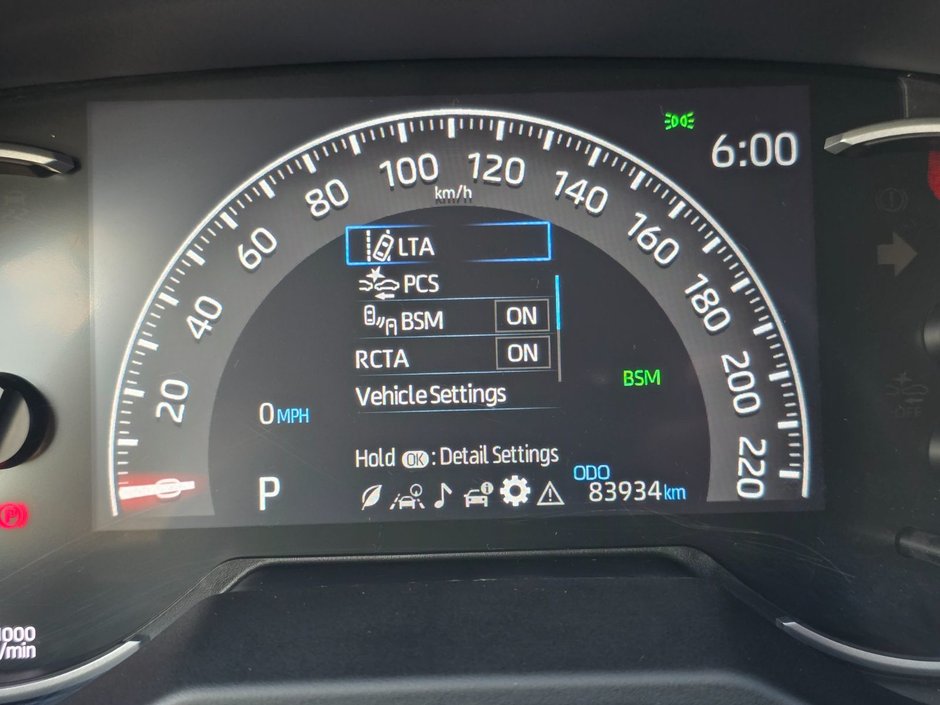 6:00
20
40
60
80
100
120
140
160
180
200
220
km/h
LTA
PCS
BSM ON
RCTA ON
Vehicle Settings
BSM
0 MPH
Hold OK : Detail Settings
P
ODO
83934 km
P
1000
/min
OFF